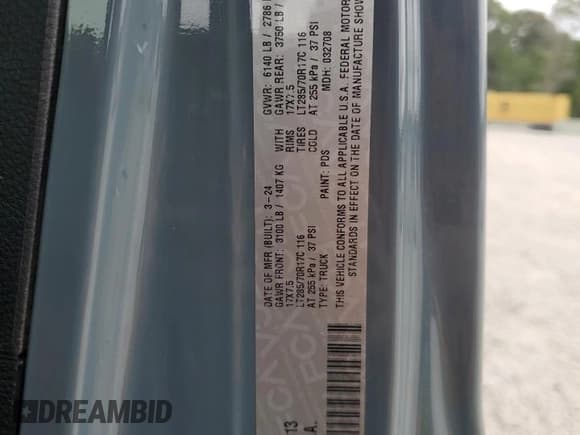 DATE OF MFR (BUILT): 3-24 GVWR: 6140 LB / 2786
GAWR FRONT: 3100 LB / 1407 KG WITH GAWR REAR: 3750 LB /
17X7.5 RIMS 17X7.5
LT285/70R17C 116 TIRES LT285/70R17C 116
AT 255 kPa / 37 PSI COLD AT 255 kPa / 37 PSI
TYPE: TRUCK PAINT: PDS MDH: 032708
THIS VEHICLE CONFORMS TO ALL APPLICABLE U.S.A. FEDERAL MOTOR
STANDARDS IN EFFECT ON THE DATE OF MANUFACTURE SHOW
13
.A.
DREAMBID